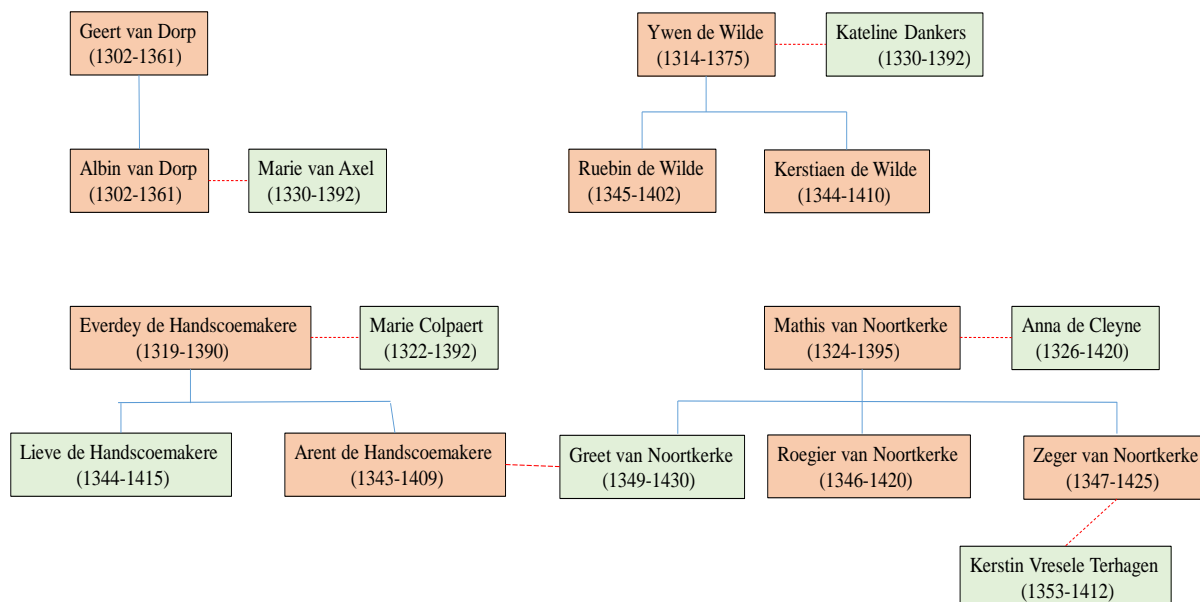 Geert van Dorp
(1302-1361)
Ywen de Wilde
(1314-1375)
Kateline Dankers
(1330-1392)
Albin van Dorp
(1302-1361)
Marie van Axel
(1330-1392)
Ruebin de Wilde
(1345-1402)
Kerstiaen de Wilde
(1344-1410)
Everdey de Handscoemakere
(1319-1390)
Marie Colpaert
(1322-1392)
Mathis van Noortkerke
(1324-1395)
Anna de Cleyne
(1326-1420)
Lieve de Handscoemakere
(1344-1415)
Arent de Handscoemakere
(1343-1409)
Greet van Noortkerke
(1349-1430)
Roegier van Noortkerke
(1346-1420)
Zeger van Noortkerke
(1347-1425)
Kerstin Vresele Terhagen
(1353-1412)